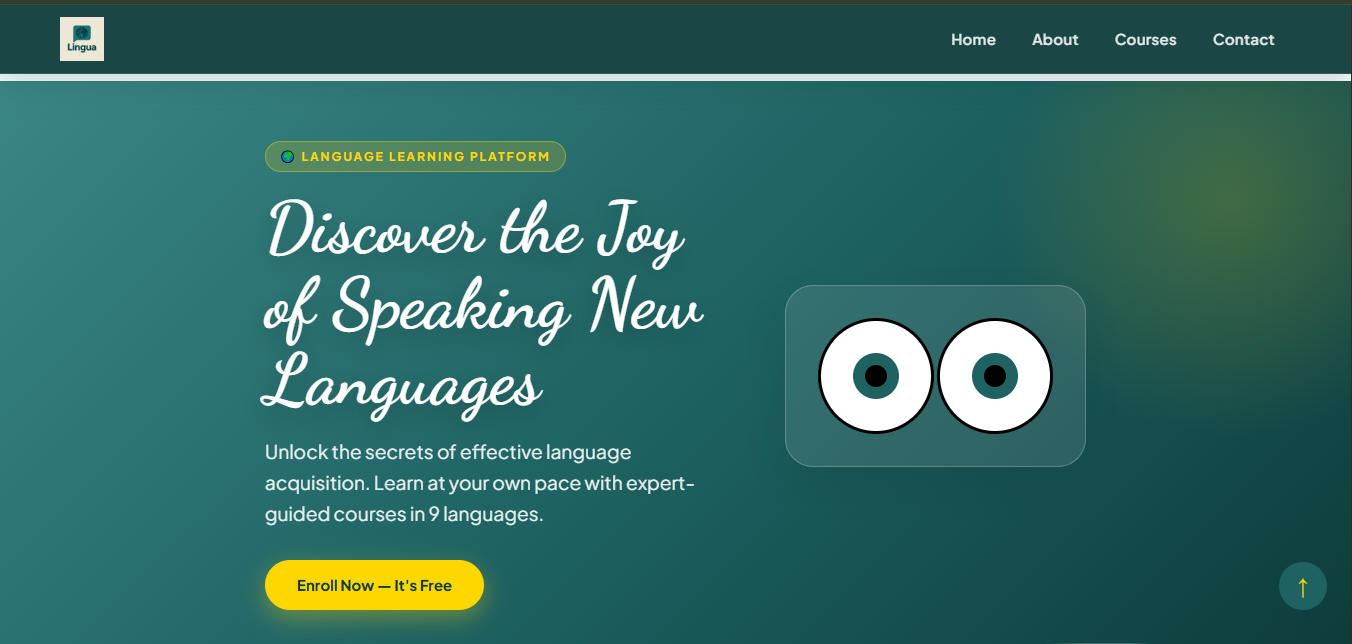 Lingua
Home
About
Courses
Contact
LANGUAGE LEARNING PLATFORM
Discover the Joy
of Speaking New
Languages
Unlock the secrets of effective language
acquisition. Learn at your own pace with expert-
guided courses in 9 languages.
Enroll Now — It's Free
↑